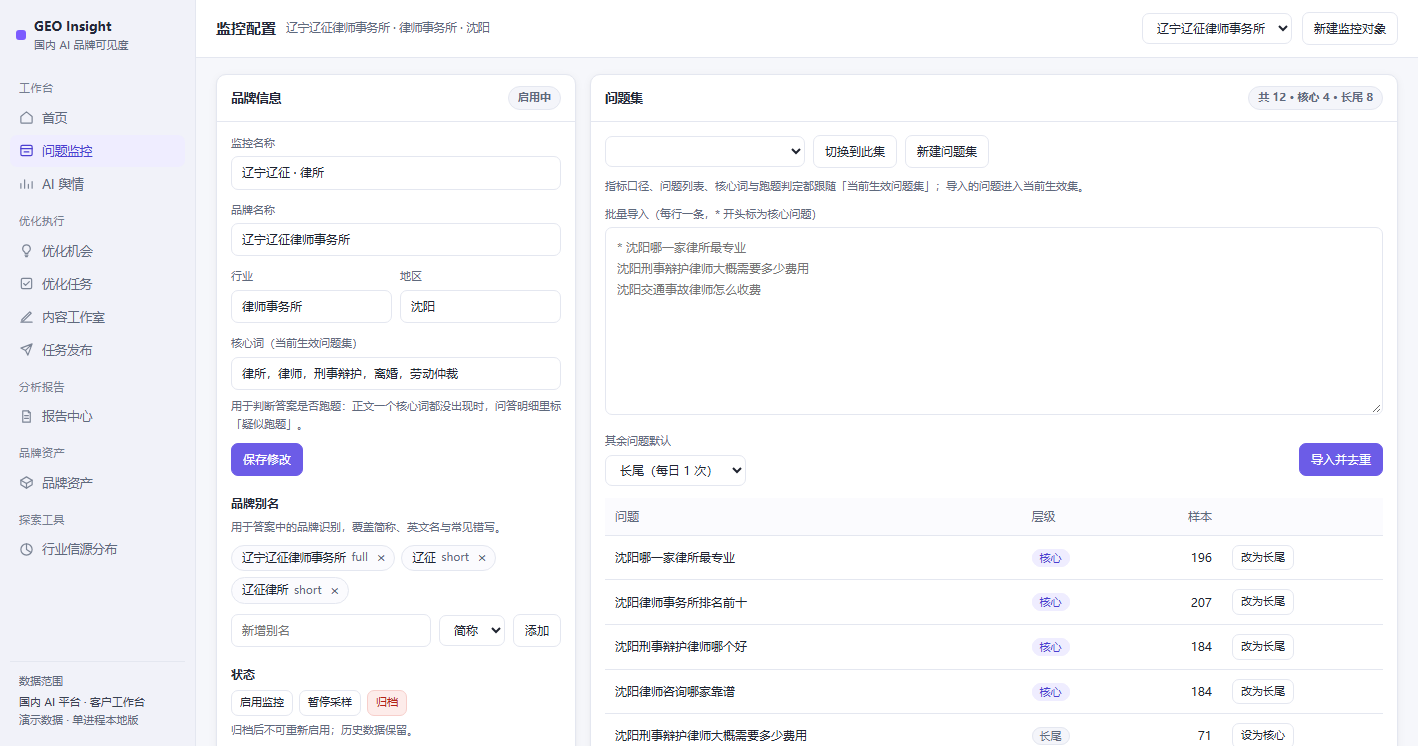 GEO Insight
国内 AI 品牌可见度
工作台
首页
问题监控
AI 舆情
优化执行
优化机会
优化任务
内容工作室
任务发布
分析报告
报告中心
品牌资产
品牌资产
探索工具
行业信源分布
数据范围
国内 AI 平台 · 客户工作台
演示数据 · 单进程本地版
监控配置 辽宁辽征律师事务所 · 律师事务所 · 沈阳
辽宁辽征律师事务所 新建监控对象
品牌信息 启用中
监控名称
辽宁辽征 · 律所
品牌名称
辽宁辽征律师事务所
行业 地区
律师事务所 沈阳
核心词（当前生效问题集）
律所，律师，刑事辩护，离婚，劳动仲裁
用于判断答案是否跑题：正文一个核心词都没出现时，问答明细里标
「疑似跑题」。
保存修改
品牌别名
用于答案中的品牌识别，覆盖简称、英文名与常见错写。
辽宁辽征律师事务所 full × 辽征 short ×
辽征律所 short ×
新增别名 简称 添加
状态
启用监控 暂停采样 归档
归档后不可重新启用；历史数据保留。
问题集 共 12 • 核心 4 • 长尾 8
切换到此集 新建问题集
指标口径、问题列表、核心词与跑题判定都跟随「当前生效问题集」；导入的问题进入当前生效集。
批量导入（每行一条，* 开头标为核心问题）
* 沈阳哪一家律所最专业
沈阳刑事辩护律师大概需要多少费用
沈阳交通事故律师怎么收费
其余问题默认
长尾（每日 1 次） 导入并去重
问题 层级 样本
沈阳哪一家律所最专业 核心 196 改为长尾
沈阳律师事务所排名前十 核心 207 改为长尾
沈阳刑事辩护律师哪个好 核心 184 改为长尾
沈阳律师咨询哪家靠谱 核心 184 改为长尾
沈阳刑事辩护律师大概需要多少费用 长尾 71 设为核心